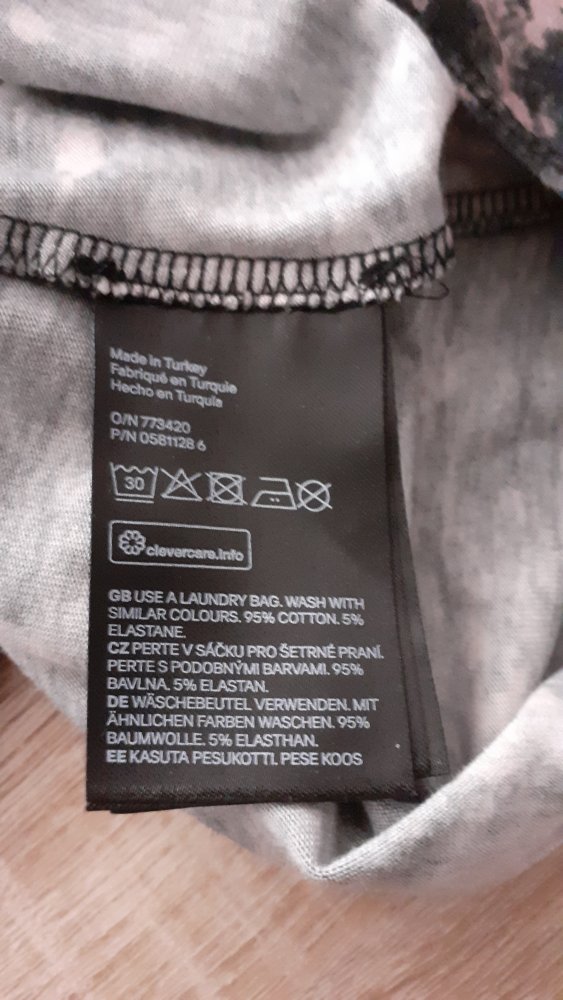 Made in Turkey
Fabriqué en Turquie
Hecho en Turquía
O/N 773420
P/N 0581128 6
30
clevercare.info
GB USE A LAUNDRY BAG. WASH WITH
SIMILAR COLOURS. 95% COTTON. 5%
ELASTANE.
CZ PERTE V SÁČKU PRO ŠETRNÉ PRANÍ.
PERTE S PODOBNÝMI BARVAMI. 95%
BAVLNA. 5% ELASTAN.
DE WÄSCHEBEUTEL VERWENDEN. MIT
ÄHNLICHEN FARBEN WASCHEN. 95%
BAUMWOLLE. 5% ELASTHAN.
EE KASUTA PESUKOTTI. PESE KOOS